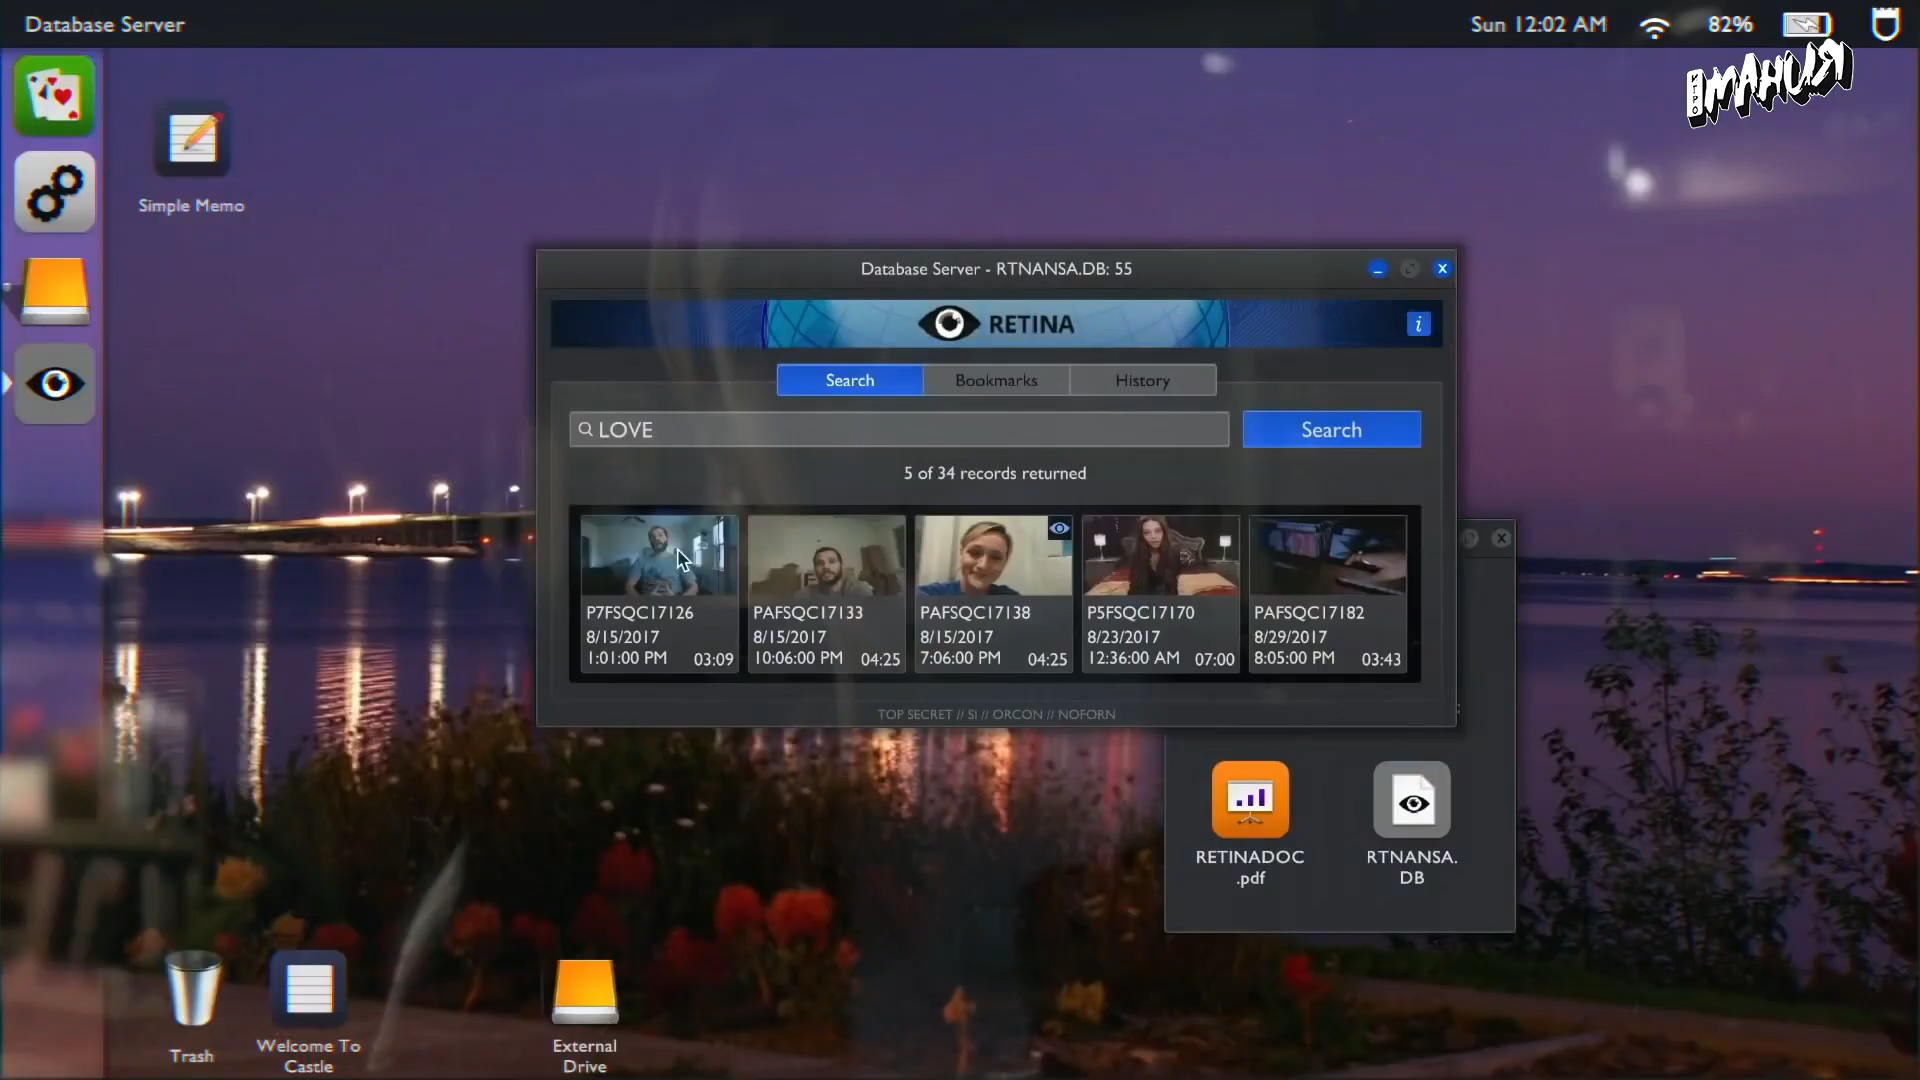 Database Server
Sun 12:02 AM
82%
ИТРО
МАНИЯ
Simple Memo
Database Server - RTNANSA.DB: 55
RETINA
i
Search
Bookmarks
History
LOVE
Search
5 of 34 records returned
P7FSQC17126
8/15/2017
1:01:00 PM 03:09
PAFSQC17133
8/15/2017
10:06:00 PM 04:25
PAFSQC17138
8/15/2017
7:06:00 PM 04:25
P5FSQC17170
8/23/2017
12:36:00 AM 07:00
PAFSQC17182
8/29/2017
8:05:00 PM 03:43
TOP SECRET // SI // ORCON // NOFORN
RETINADOC
.pdf
RTNANSA.
DB
Trash
Welcome To
Castle
External
Drive